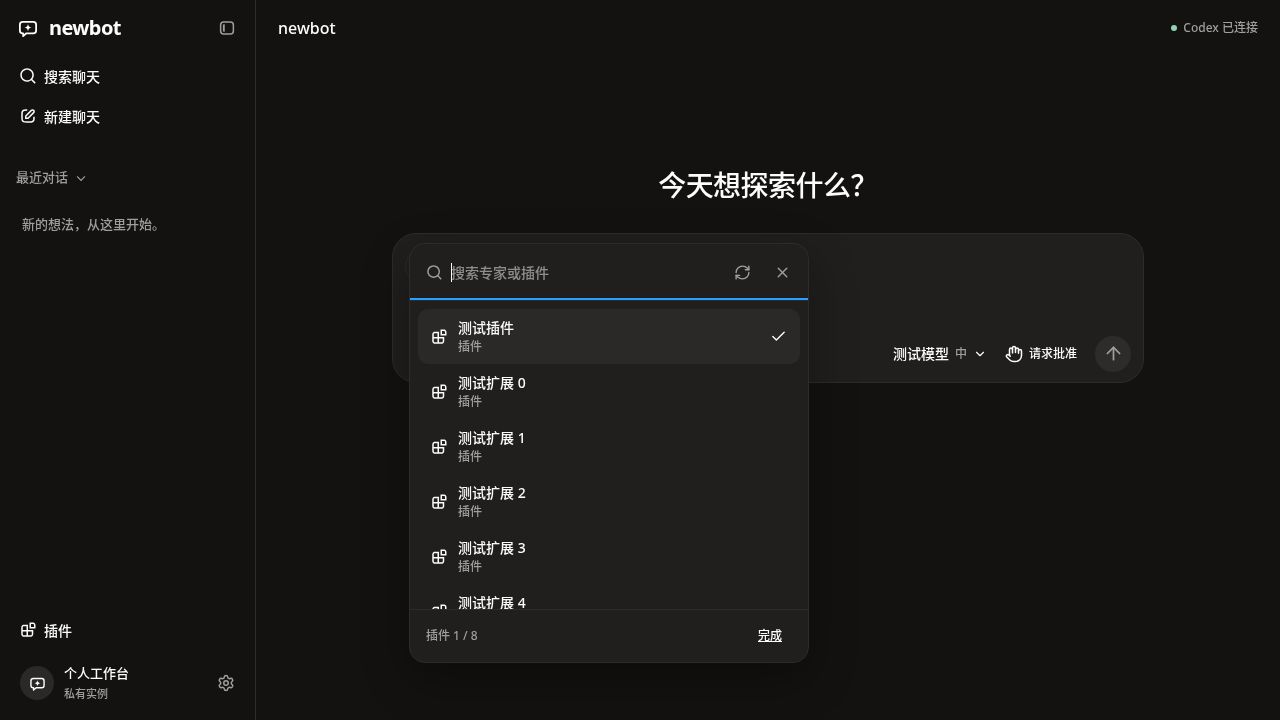 newbot
搜索聊天
新建聊天
最近对话
新的想法，从这里开始。
插件
个人工作台
私有实例
newbot
Codex 已连接
今天想探索什么？
搜索专家或插件
测试插件
插件
测试扩展 0
插件
测试扩展 1
插件
测试扩展 2
插件
测试扩展 3
插件
测试扩展 4
插件 1 / 8
完成
测试模型 中
请求批准